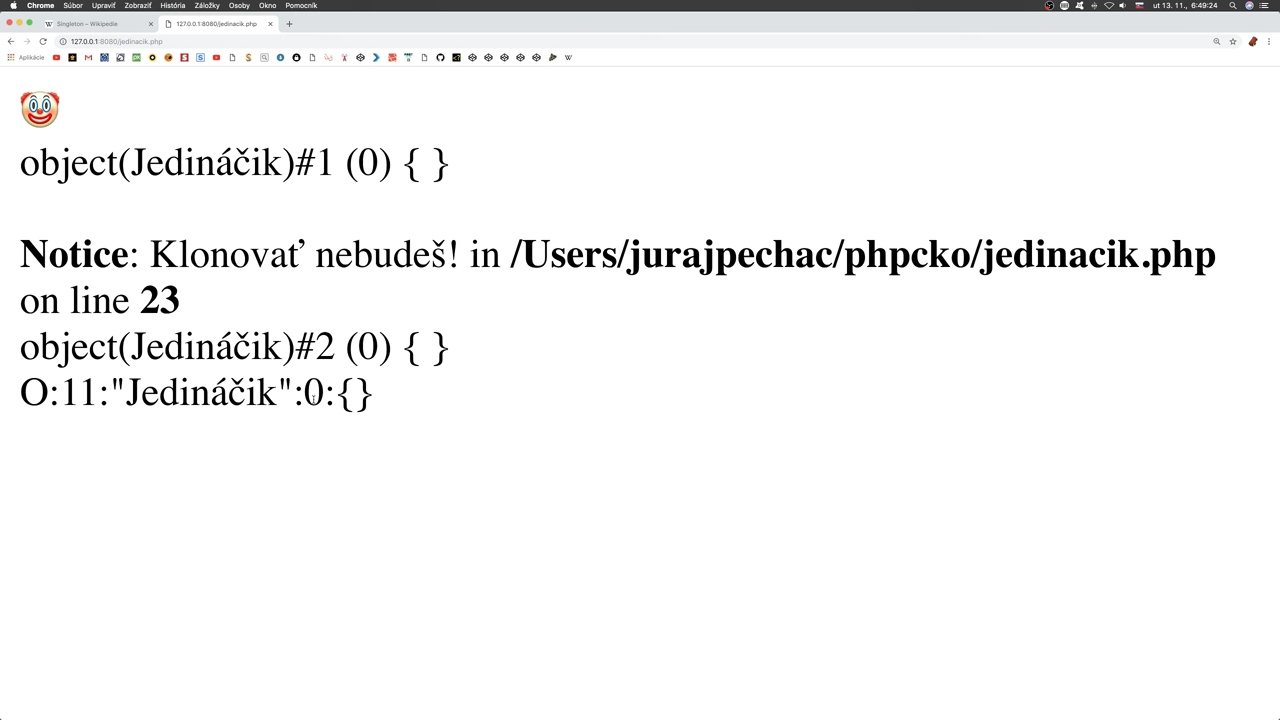 Chrome Súbor Upraviť Zobraziť História Záložky Osoby Okno Pomocník
ut 13. 11., 6:49:24
Singleton – Wikipedie
127.0.0.1:8080/jedinacik.php
127.0.0.1:8080/jedinacik.php
Aplikácie
object(Jedináčik)#1 (0) { }
Notice: Klonovať nebudeš! in /Users/jurajpechac/phpcko/jedinacik.php
on line 23
object(Jedináčik)#2 (0) { }
O:11:"Jedináčik":0:{}